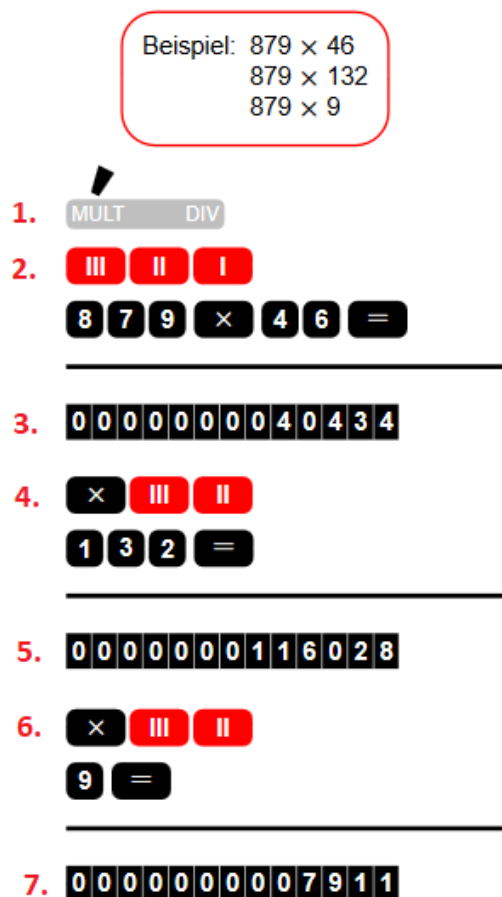 Beispiel: 879 × 46
879 × 132
879 × 9
1. MULT DIV
2. III II I
8 7 9 × 4 6 =
3. 0 0 0 0 0 0 0 0 4 0 4 3 4
4. × III II
1 3 2 =
5. 0 0 0 0 0 0 0 1 1 6 0 2 8
6. × III II
9 =
7. 0 0 0 0 0 0 0 0 0 7 9 1 1